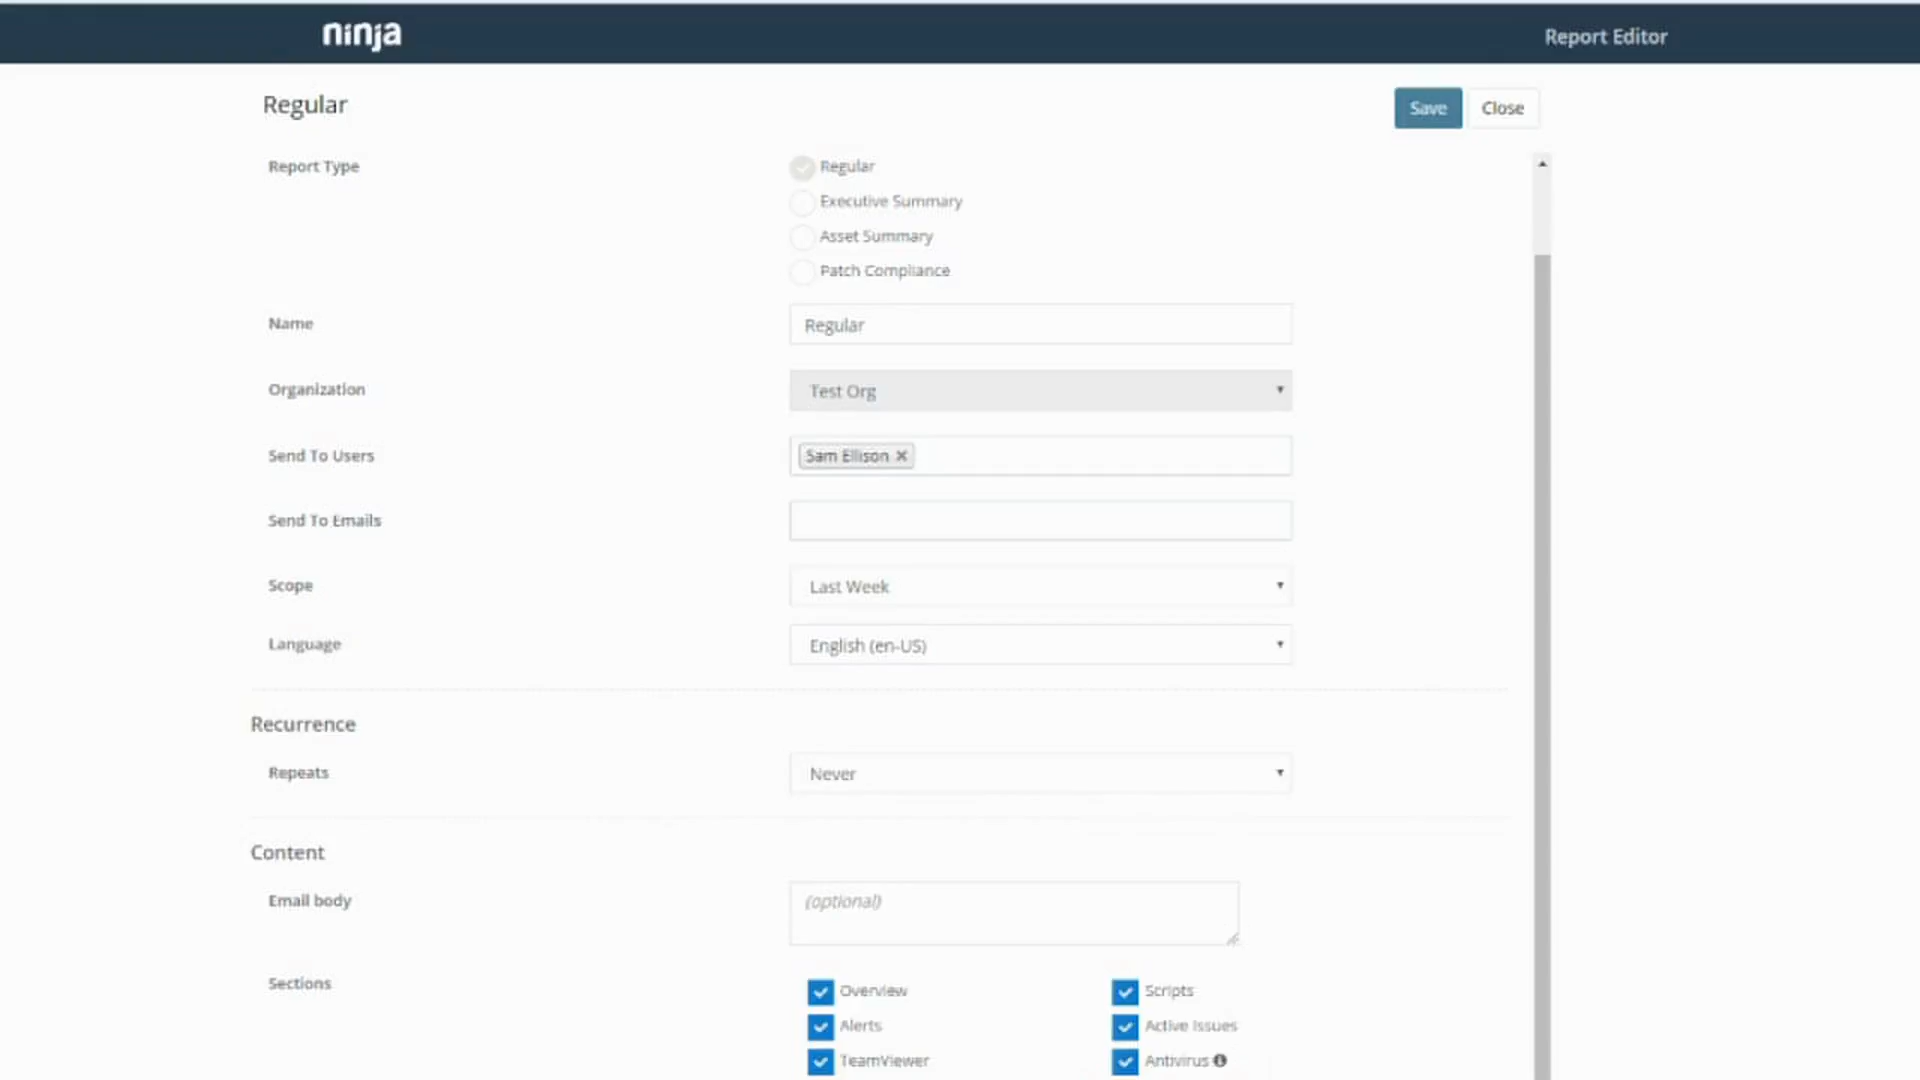 ninja
Report Editor
Regular
Save
Close
Report Type
Regular
Executive Summary
Asset Summary
Patch Compliance
Name
Regular
Organization
Test Org
Send To Users
Sam Ellison ×
Send To Emails
Scope
Last Week
Language
English (en-US)
Recurrence
Repeats
Never
Content
Email body
(optional)
Sections
Overview
Scripts
Alerts
Active Issues
TeamViewer
Antivirus